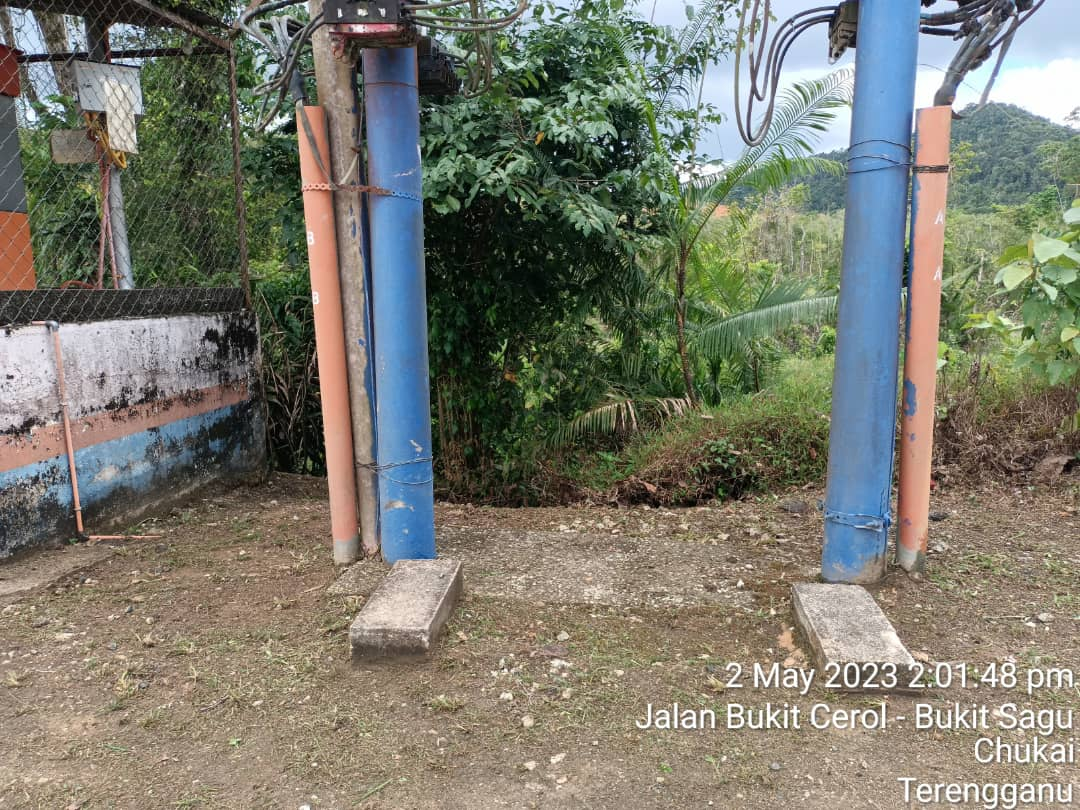 B
B
A
A
2 May 2023 2:01:48 pm
Jalan Bukit Cerol - Bukit Sagu
Chukai
Terengganu